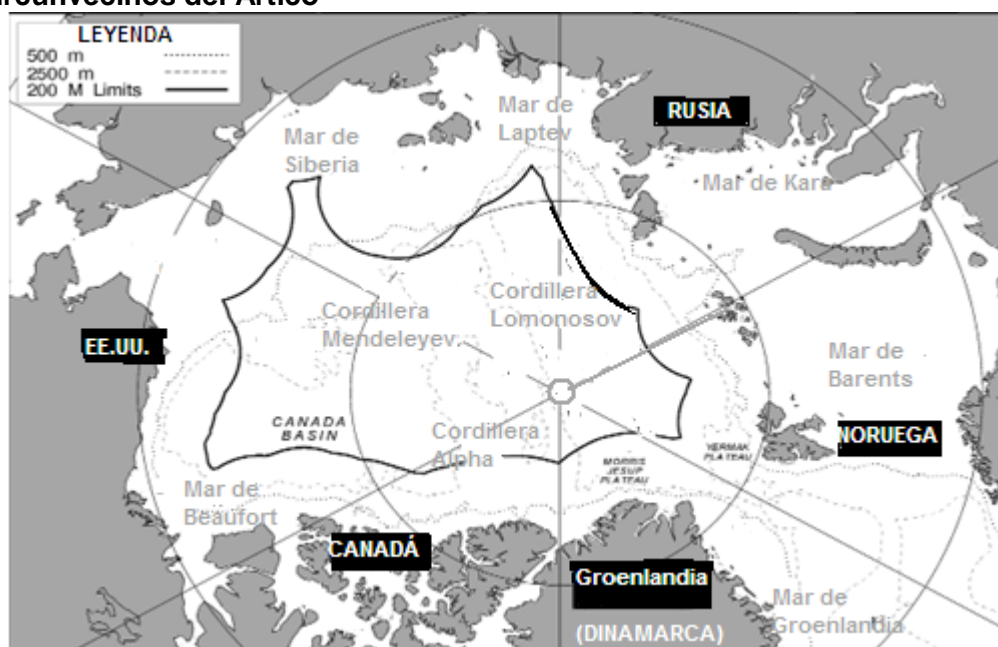 rcunvecinos del Ártico
LEYENDA
500 m
2500 m
200 M Limits
Mar de
Laptev
RUSIA
Mar de
Siberia
Mar de Kara
Cordillera
Lomonosov
Cordillera
Mendeleyev.
EE.UU.
Mar de
Barents
CANADA
BASIN
Cordillera
Alpha
NORUEGA
YERMAK
PLATEAU
MORRIS
JESUP
PLATEAU
Mar de
Beaufort
CANADÁ
Groenlandia
(DINAMARCA)
Mar de
Groenlandia